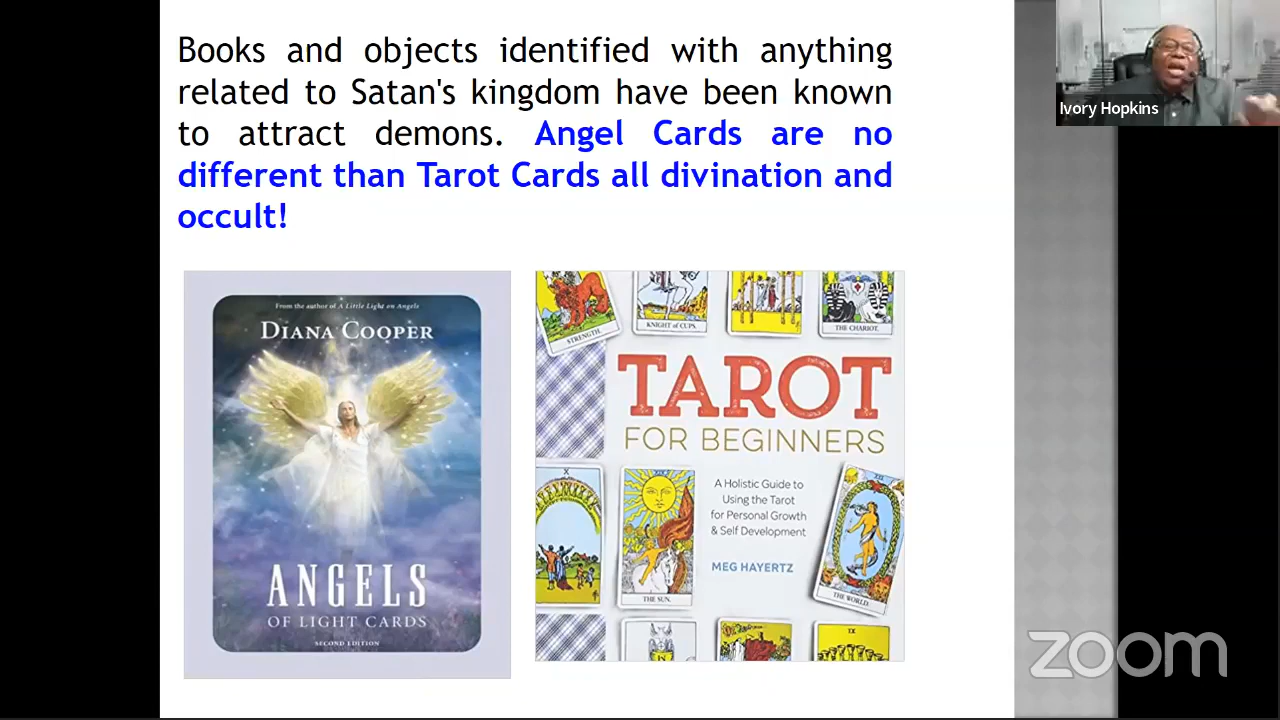 Books and objects identified with anything
related to Satan's kingdom have been known
to attract demons. Angel Cards are no
different than Tarot Cards all divination and
occult!
Ivory Hopkins
From the author of A Little Light on Angels
DIANA COOPER
ANGELS
OF LIGHT CARDS
SECOND EDITION
STRENGTH.
KNIGHT of CUPS.
THE CHARIOT.
TAROT
FOR BEGINNERS
X
A Holistic Guide to
Using the Tarot
for Personal Growth
& Self Development
MEG HAYERTZ
THE SUN.
THE WORLD.
IX
zoom